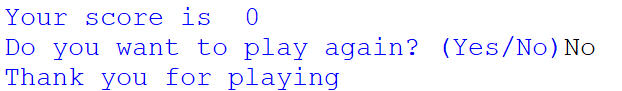 Your score is  0
Do you want to play again? (Yes/No)No
Thank you for playing